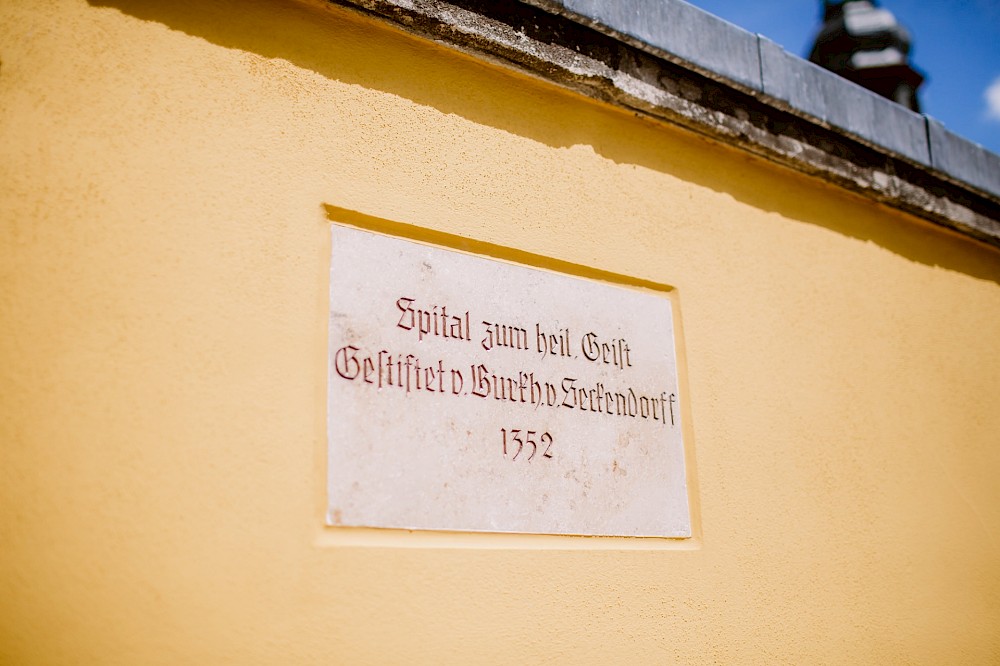 Spital zum heil. Geist
Gestiftet v. Burkh. v. Seckendorff
1352